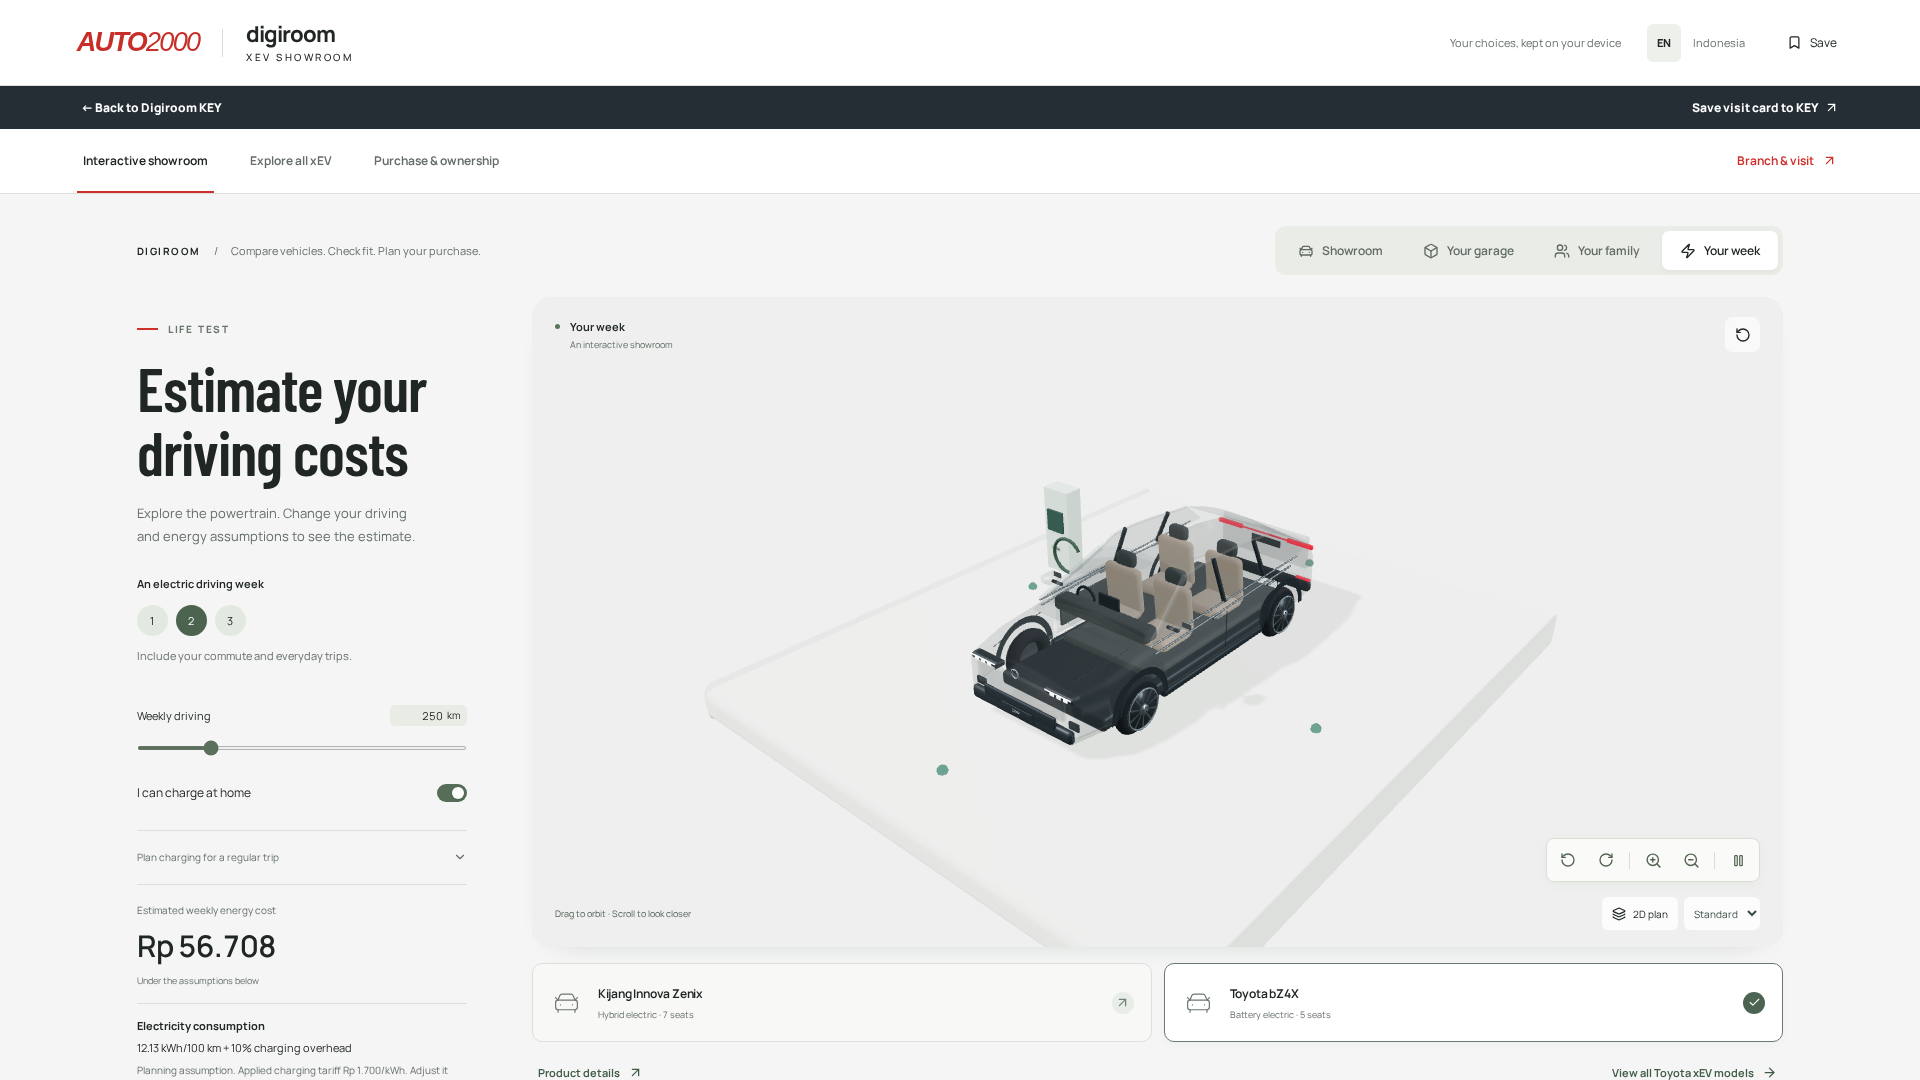 AUTO2000
digiroom
XEV SHOWROOM
Your choices, kept on your device
EN
Indonesia
Save
← Back to Digiroom KEY
Save visit card to KEY
Interactive showroom
Explore all xEV
Purchase & ownership
Branch & visit
DIGIROOM / Compare vehicles. Check fit. Plan your purchase.
Showroom
Your garage
Your family
Your week
LIFE TEST
Estimate your
driving costs
Explore the powertrain. Change your driving
and energy assumptions to see the estimate.
An electric driving week
1
2
3
Include your commute and everyday trips.
Weekly driving
250 km
I can charge at home
Plan charging for a regular trip
Estimated weekly energy cost
Rp 56.708
Under the assumptions below
Electricity consumption
12.13 kWh/100 km + 10% charging overhead
Planning assumption. Applied charging tariff Rp 1.700/kWh. Adjust it
Your week
An interactive showroom
Drag to orbit · Scroll to look closer
2D plan
Standard
Kijang Innova Zenix
Hybrid electric · 7 seats
Toyota bZ4X
Battery electric · 5 seats
Product details
View all Toyota xEV models